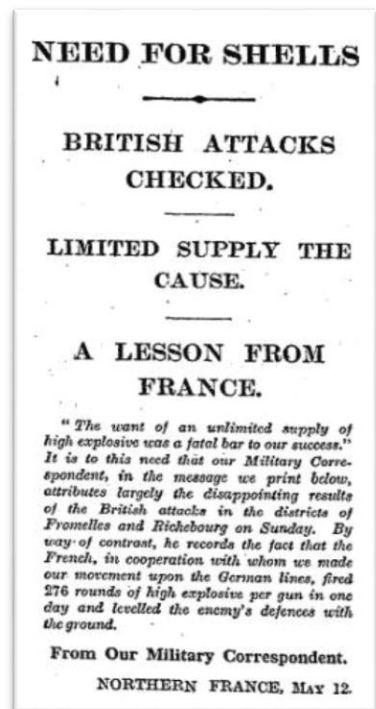 NEED FOR SHELLS
BRITISH ATTACKS
CHECKED.
LIMITED SUPPLY THE
CAUSE.
A LESSON FROM
FRANCE.
"The want of an unlimited supply of
high explosive was a fatal bar to our success."
It is to this need that our Military Corre-
spondent, in the message we print below,
attributes largely the disappointing results
of the British attacks in the districts of
Fromelles and Richebourg on Sunday. By
way of contrast, he records the fact that the
French, in cooperation with whom we made
our movement upon the German lines, fired
276 rounds of high explosive per gun in one
day and levelled the enemy's defences with
the ground.
From Our Military Correspondent.
NORTHERN FRANCE, MAY 12.